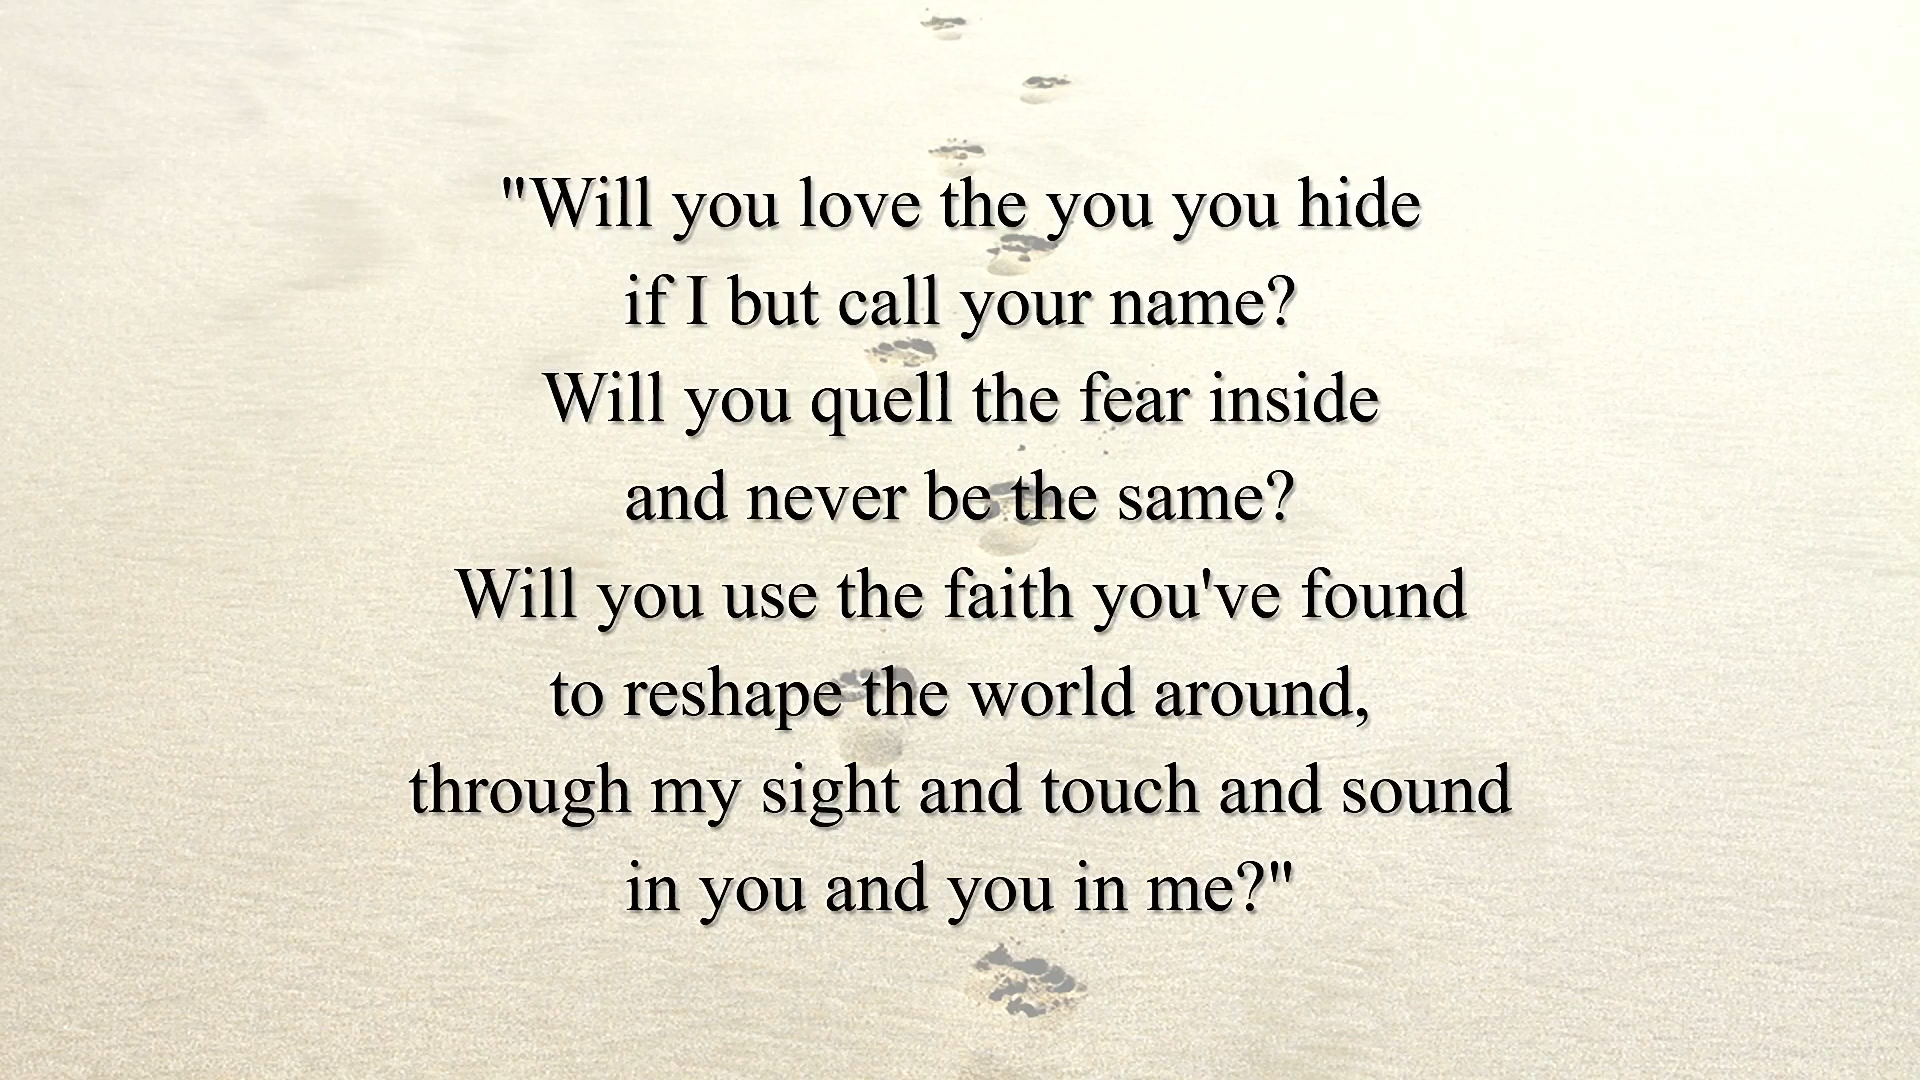 "Will you love the you you hide
if I but call your name?
Will you quell the fear inside
and never be the same?
Will you use the faith you've found
to reshape the world around,
through my sight and touch and sound
in you and you in me?"